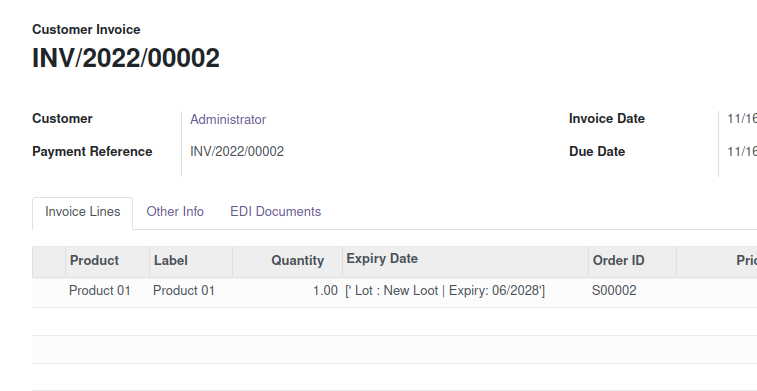 Customer Invoice
INV/2022/00002
Customer Administrator Invoice Date 11/16
Payment Reference INV/2022/00002 Due Date 11/16
Invoice Lines Other Info EDI Documents
Product Label Quantity Expiry Date Order ID
Product 01 Product 01 1.00 [' Lot : New Loot | Expiry: 06/2028'] S00002